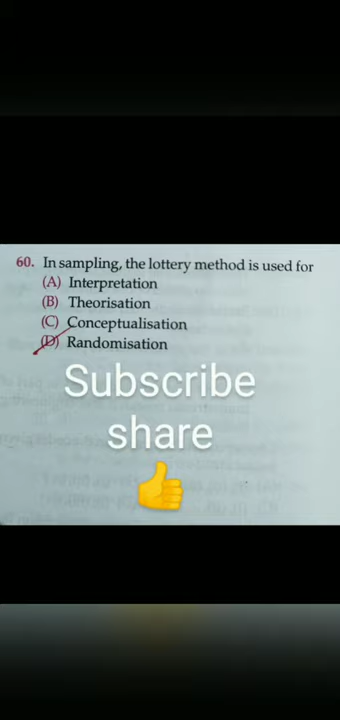 60. In sampling, the lottery method is used for
(A) Interpretation
(B) Theorisation
(C) Conceptualisation
(D) Randomisation
Subscribe
share